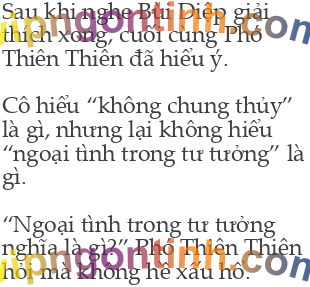 Sau khi nghe Bùi Diệp giải
thích xong, cuối cùng Phó
Thiên Thiên đã hiểu ý.
Cô hiểu “không chung thủy”
là gì, nhưng lại không hiểu
“ngoại tình trong tư tưởng” là
gì.
“Ngoại tình trong tư tưởng
nghĩa là gì?” Phó Thiên Thiên
hỏi mà không hề xấu hổ.